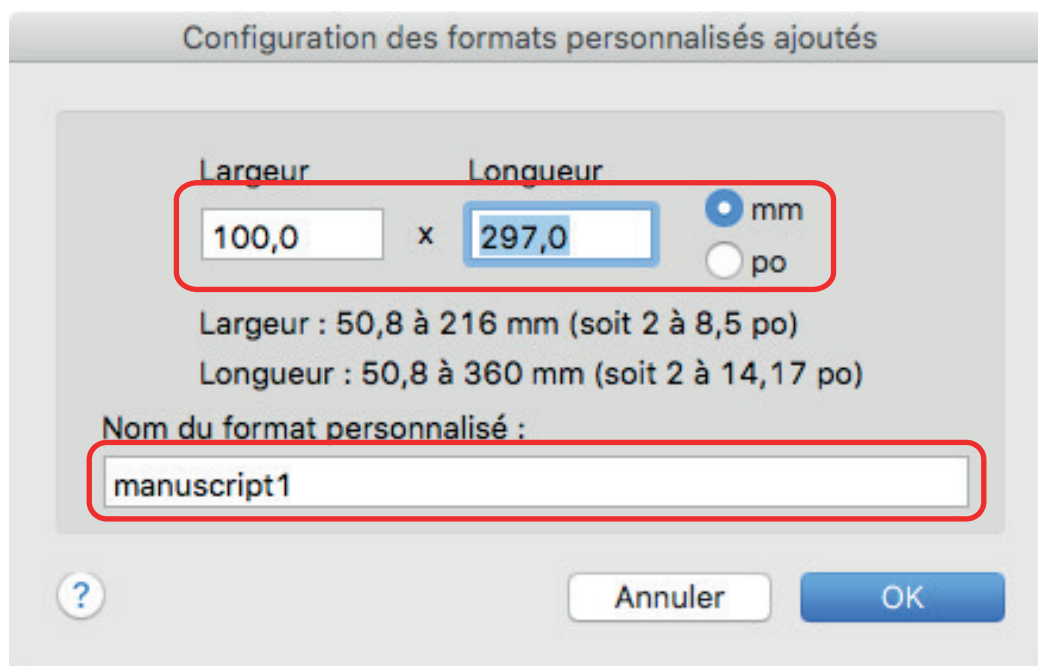 Configuration des formats personnalisés ajoutés
Largeur Longueur
100,0 x 297,0 mm
po
Largeur : 50,8 à 216 mm (soit 2 à 8,5 po)
Longueur : 50,8 à 360 mm (soit 2 à 14,17 po)
Nom du format personnalisé :
manuscript1
? Annuler OK